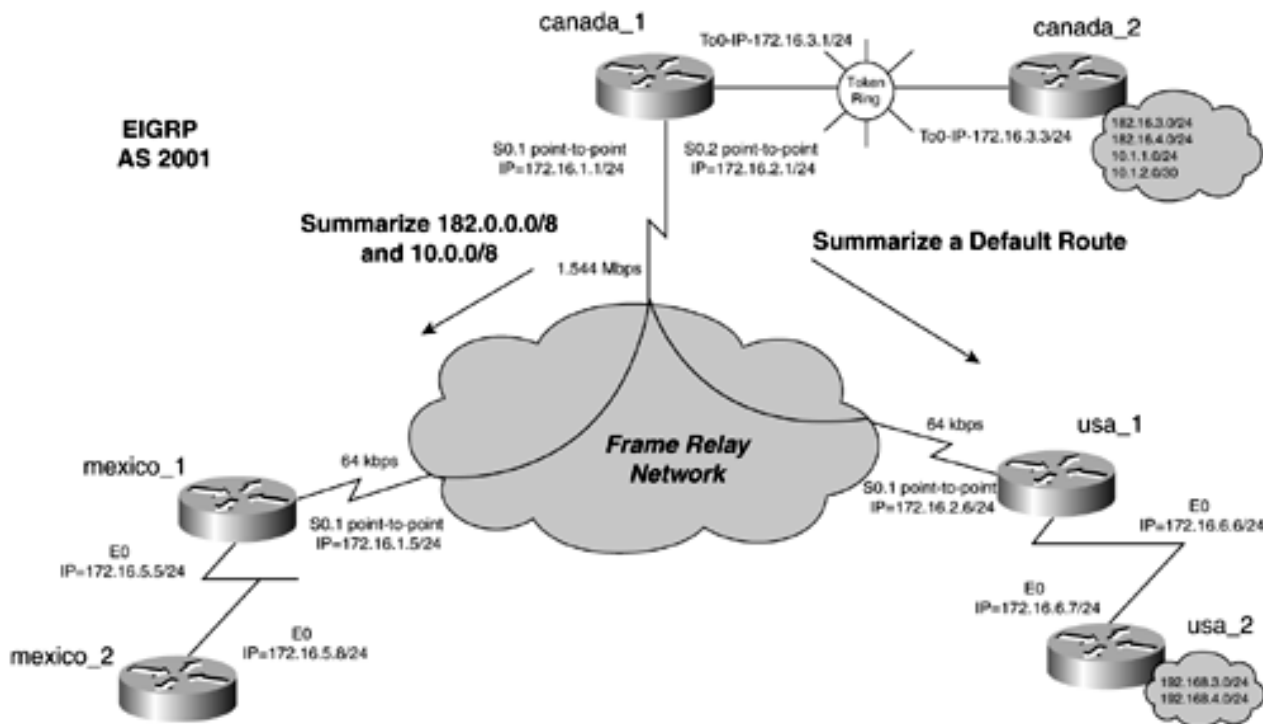 canada_1
canada_2
To0-IP-172.16.3.1/24
Token
Ring
To0-IP-172.16.3.3/24
182.16.3.0/24
182.16.4.0/24
10.1.1.0/24
10.1.2.0/30
EIGRP
AS 2001
S0.1 point-to-point
IP=172.16.1.1/24
S0.2 point-to-point
IP=172.16.2.1/24
Summarize 182.0.0.0/8
and 10.0.0/8
Summarize a Default Route
1.544 Mbps
Frame Relay
Network
mexico_1
64 kbps
S0.1 point-to-point
IP=172.16.1.5/24
64 kbps
usa_1
S0.1 point-to-point
IP=172.16.2.6/24
E0
IP=172.16.5.5/24
E0
IP=172.16.6.6/24
E0
IP=172.16.5.8/24
mexico_2
E0
IP=172.16.6.7/24
usa_2
192.168.3.0/24
192.168.4.0/24